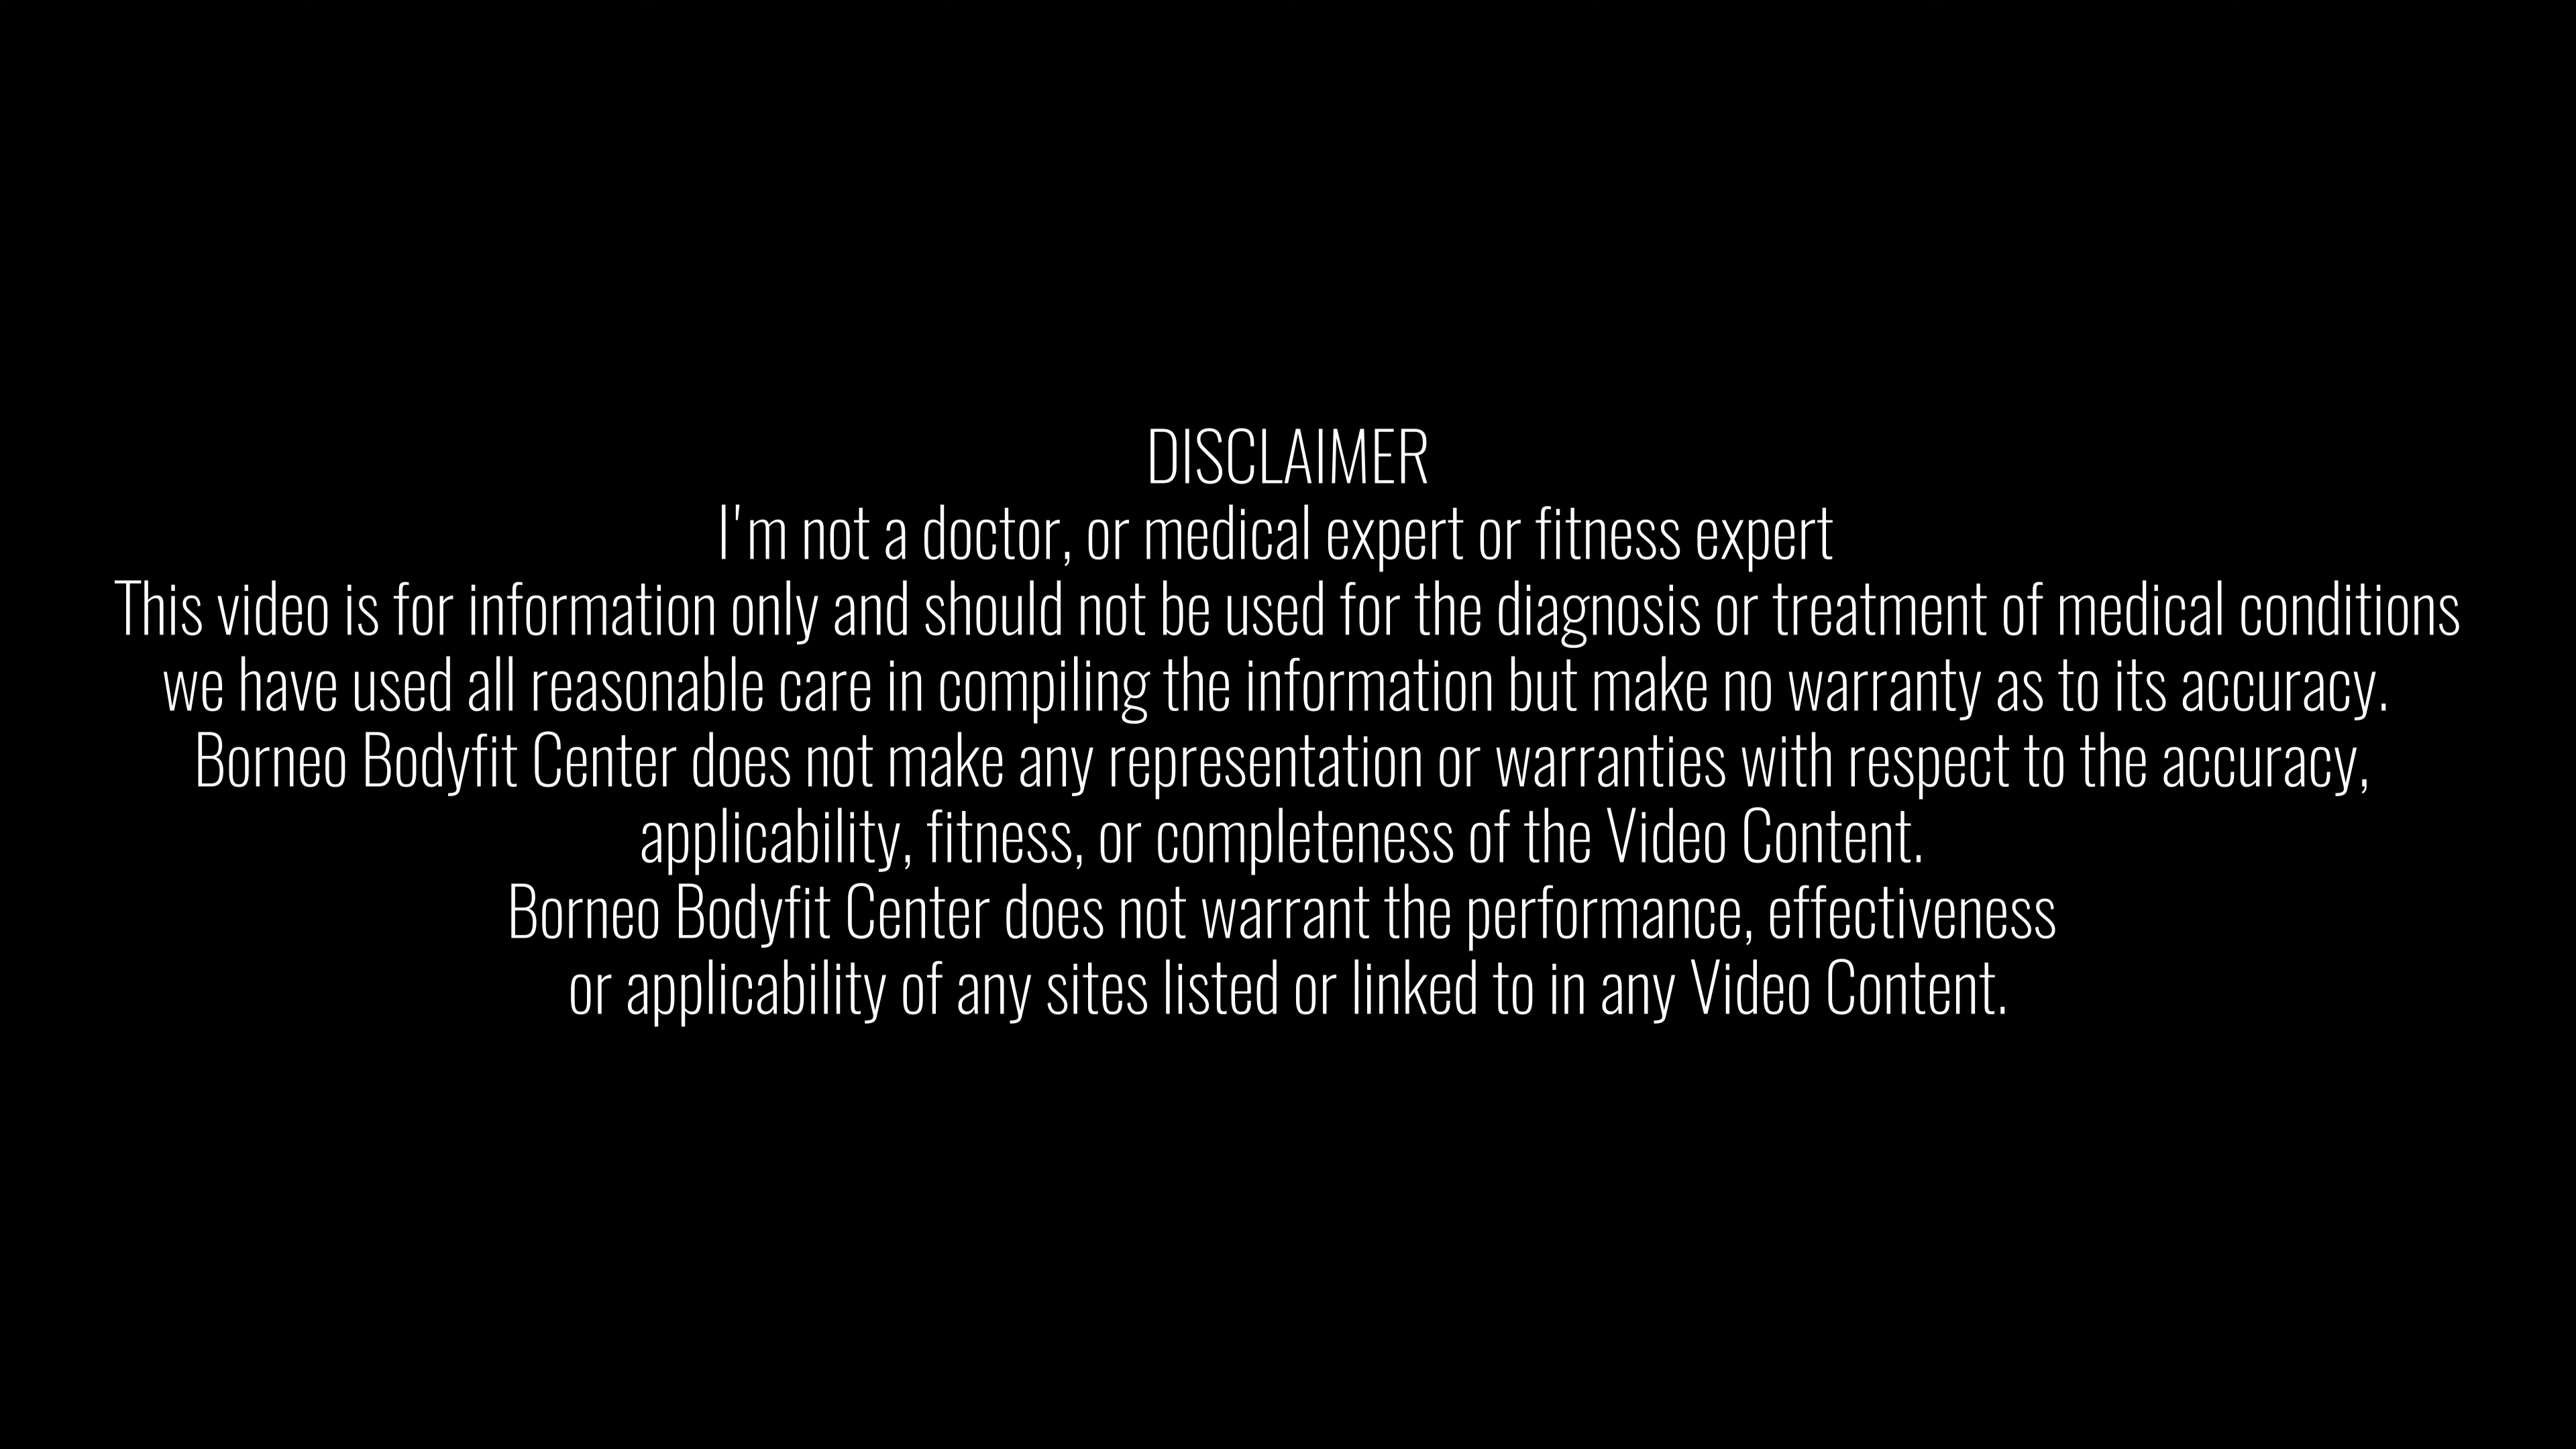 DISCLAIMER
I'm not a doctor, or medical expert or fitness expert
This video is for information only and should not be used for the diagnosis or treatment of medical conditions
we have used all reasonable care in compiling the information but make no warranty as to its accuracy.
Borneo Bodyfit Center does not make any representation or warranties with respect to the accuracy,
applicability, fitness, or completeness of the Video Content.
Borneo Bodyfit Center does not warrant the performance, effectiveness
or applicability of any sites listed or linked to in any Video Content.